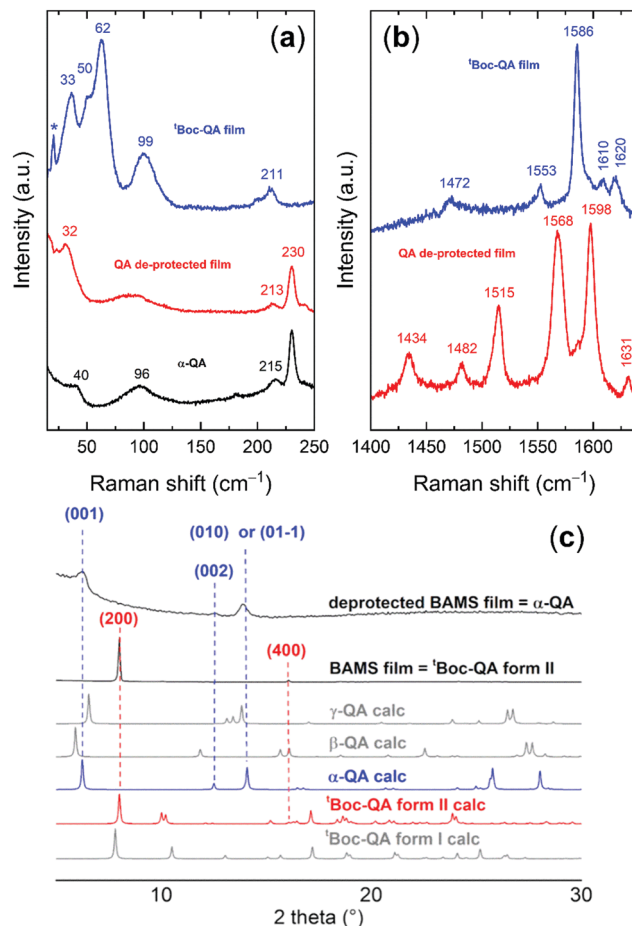 (a)
62
50
33
*
ᵗBoc-QA film
99
211
32
QA de-protected film
230
213
α-QA
40
96
215
50
100
150
200
250
Raman shift (cm⁻¹)
Intensity (a.u.)
(b)
1586
ᵗBoc-QA film
1610
1620
1553
1472
QA de-protected film
1568
1598
1515
1434
1482
1631
1400
1450
1500
1550
1600
Raman shift (cm⁻¹)
Intensity (a.u.)
(c)
(001)
(010) or (01-1)
(002)
deprotected BAMS film = α-QA
(200)
(400)
BAMS film = ᵗBoc-QA form II
γ-QA calc
β-QA calc
α-QA calc
ᵗBoc-QA form II calc
ᵗBoc-QA form I calc
10
20
30
2 theta (°)